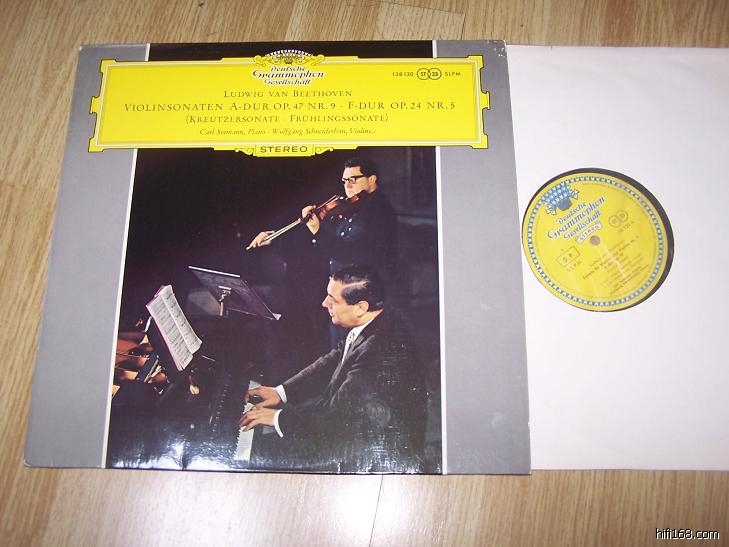 Deutsche
Grammophon
Gesellschaft
138 120 ST 33 SLPM
LUDWIG VAN BEETHOVEN
VIOLINSONATEN A-DUR OP. 47 NR. 9 - F-DUR OP. 24 NR. 5
(KREUTZERSONATE - FRÜHLINGSSONATE)
Carl Seemann, Piano - Wolfgang Schneiderhan, Violine
STEREO
Deutsche
Grammophon
Gesellschaft
STEREO
hifi168.com